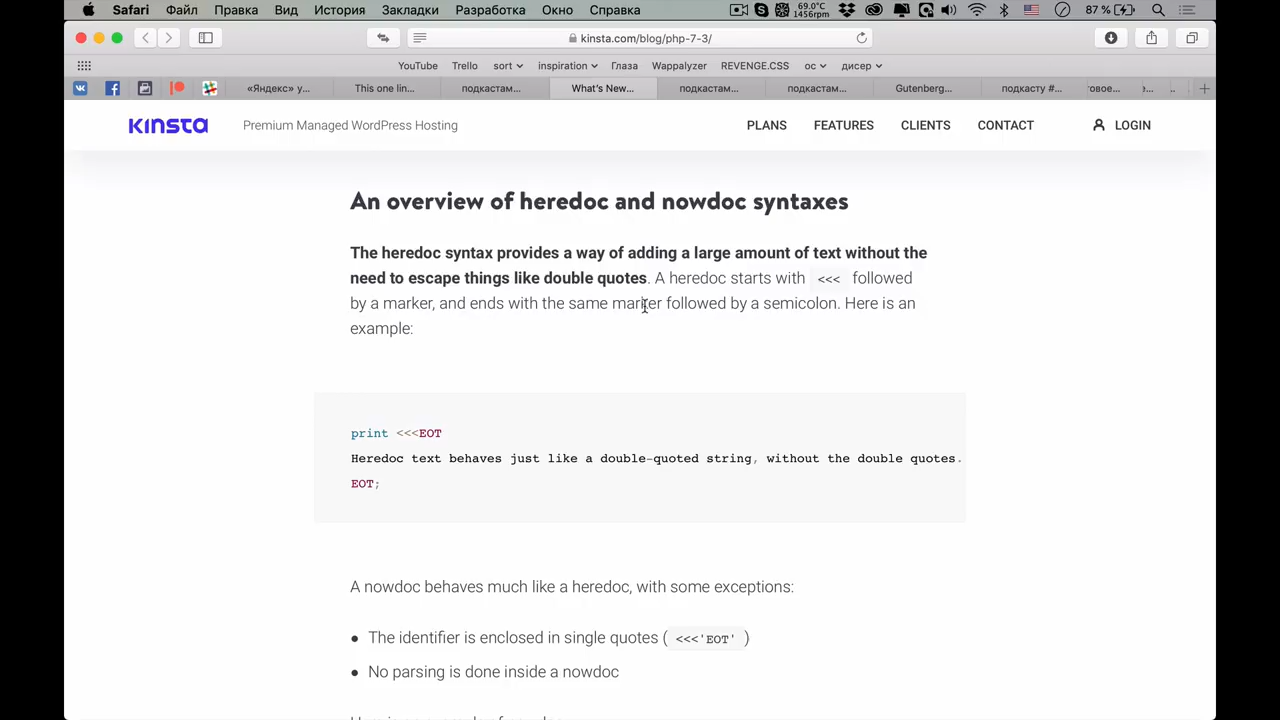 Safari Файл Правка Вид История Закладки Разработка Окно Справка 69.0°C 1456rpm 87 %
kinsta.com/blog/php-7-3/
YouTube Trello sort inspiration Глаза Wappalyzer REVENGE.CSS ос дисер
«Яндекс» у... This one lin... подкастам... What's New... подкастам... подкастам... Gutenberg... подкасту #... говое...
KINSTA Premium Managed WordPress Hosting PLANS FEATURES CLIENTS CONTACT LOGIN
An overview of heredoc and nowdoc syntaxes
The heredoc syntax provides a way of adding a large amount of text without the
need to escape things like double quotes. A heredoc starts with <<< followed
by a marker, and ends with the same marker followed by a semicolon. Here is an
example:
print <<<EOT
Heredoc text behaves just like a double-quoted string, without the double quotes.
EOT;
A nowdoc behaves much like a heredoc, with some exceptions:
● The identifier is enclosed in single quotes ( <<<'EOT' )
● No parsing is done inside a nowdoc